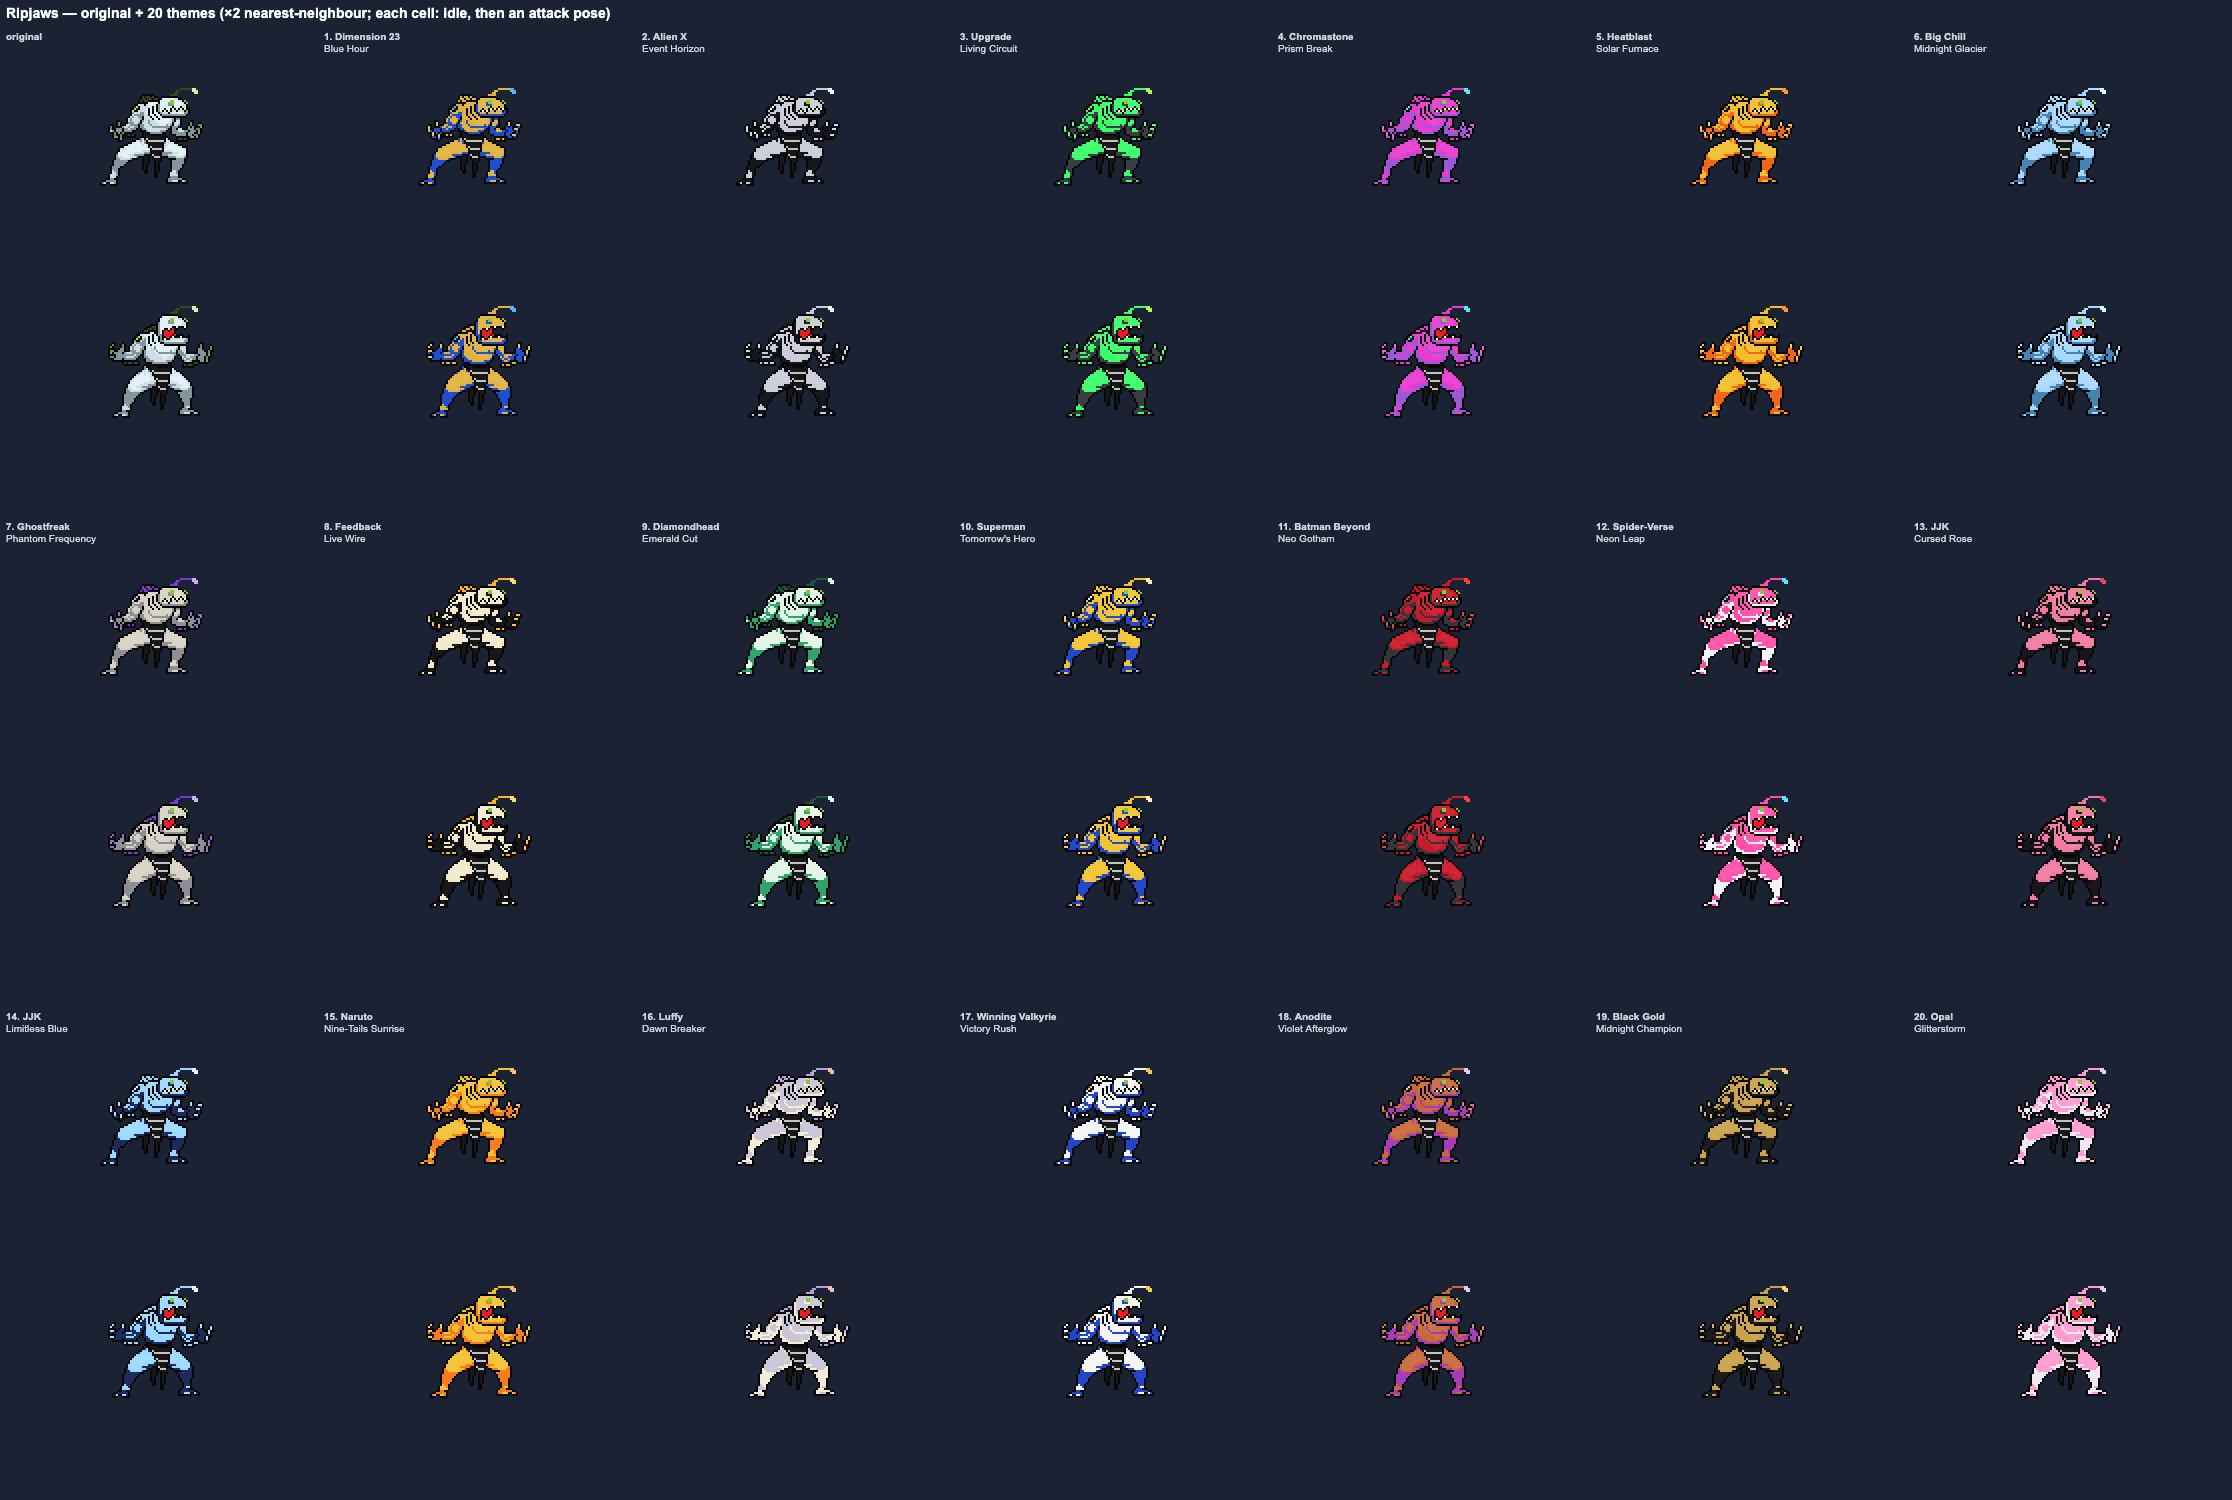 Ripjaws — original + 20 themes (×2 nearest-neighbour; each cell: idle, then an attack pose)
original
1. Dimension 23
Blue Hour
2. Alien X
Event Horizon
3. Upgrade
Living Circuit
4. Chromastone
Prism Break
5. Heatblast
Solar Furnace
6. Big Chill
Midnight Glacier
7. Ghostfreak
Phantom Frequency
8. Feedback
Live Wire
9. Diamondhead
Emerald Cut
10. Superman
Tomorrow's Hero
11. Batman Beyond
Neo Gotham
12. Spider-Verse
Neon Leap
13. JJK
Cursed Rose
14. JJK
Limitless Blue
15. Naruto
Nine-Tails Sunrise
16. Luffy
Dawn Breaker
17. Winning Valkyrie
Victory Rush
18. Anodite
Violet Afterglow
19. Black Gold
Midnight Champion
20. Opal
Glitterstorm